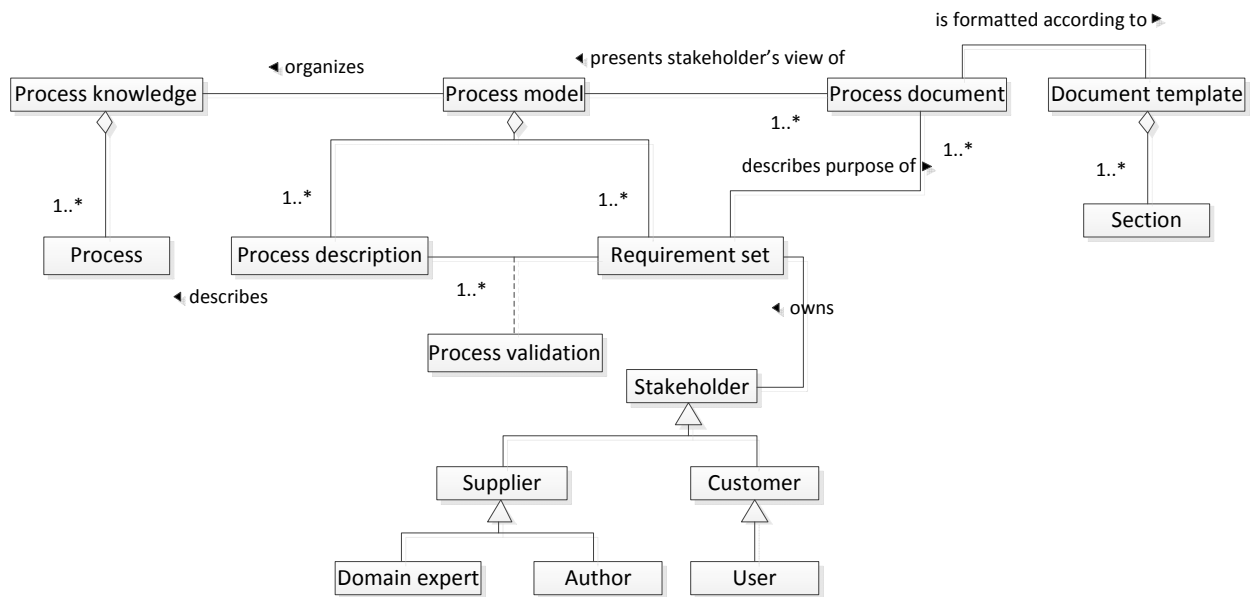 is formatted according to ►
◄ presents stakeholder's view of
◄ organizes
Process knowledge
Process model
Process document
Document template
1..*
1..*
describes purpose of ►
1..*
1..*
1..*
1..*
Process
Process description
Requirement set
Section
◄ describes
1..*
◄ owns
Process validation
Stakeholder
Supplier
Customer
Domain expert
Author
User